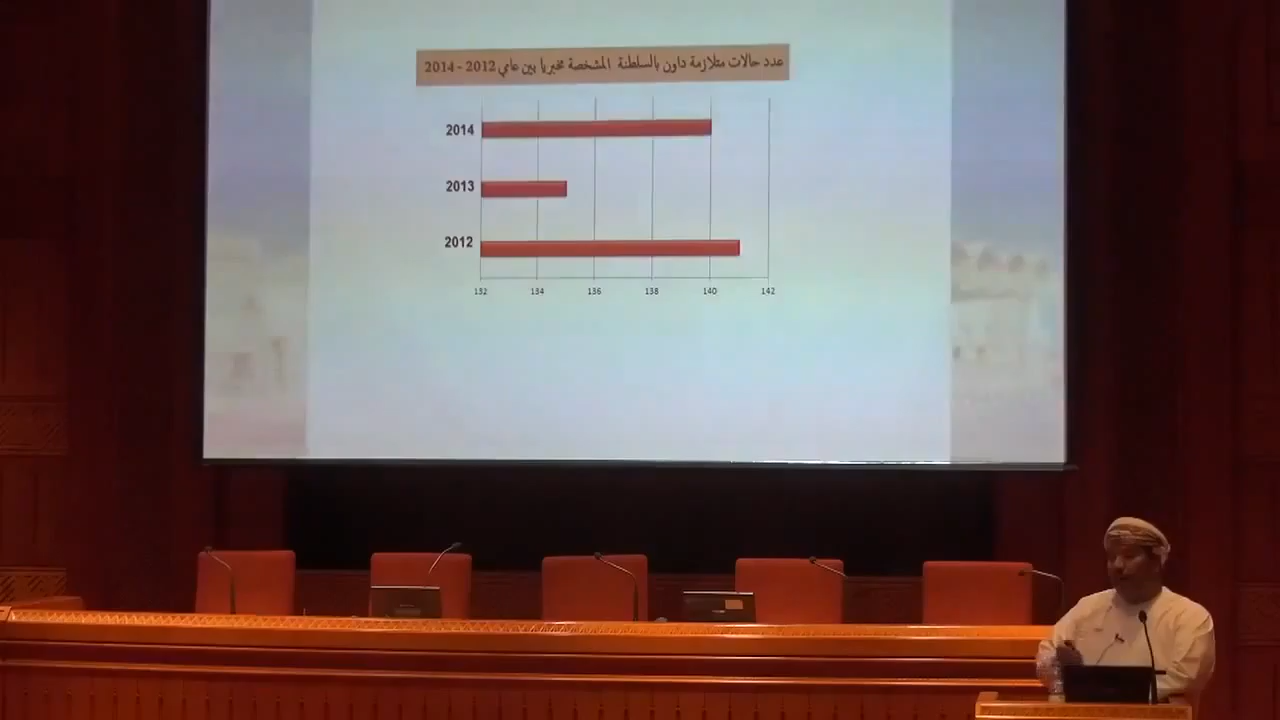 عدد حالات متلازمة داون بالسلطنة المشخصة مخبريا بين عامي 2012 - 2014
2014
2013
2012
132 134 136 138 140 142